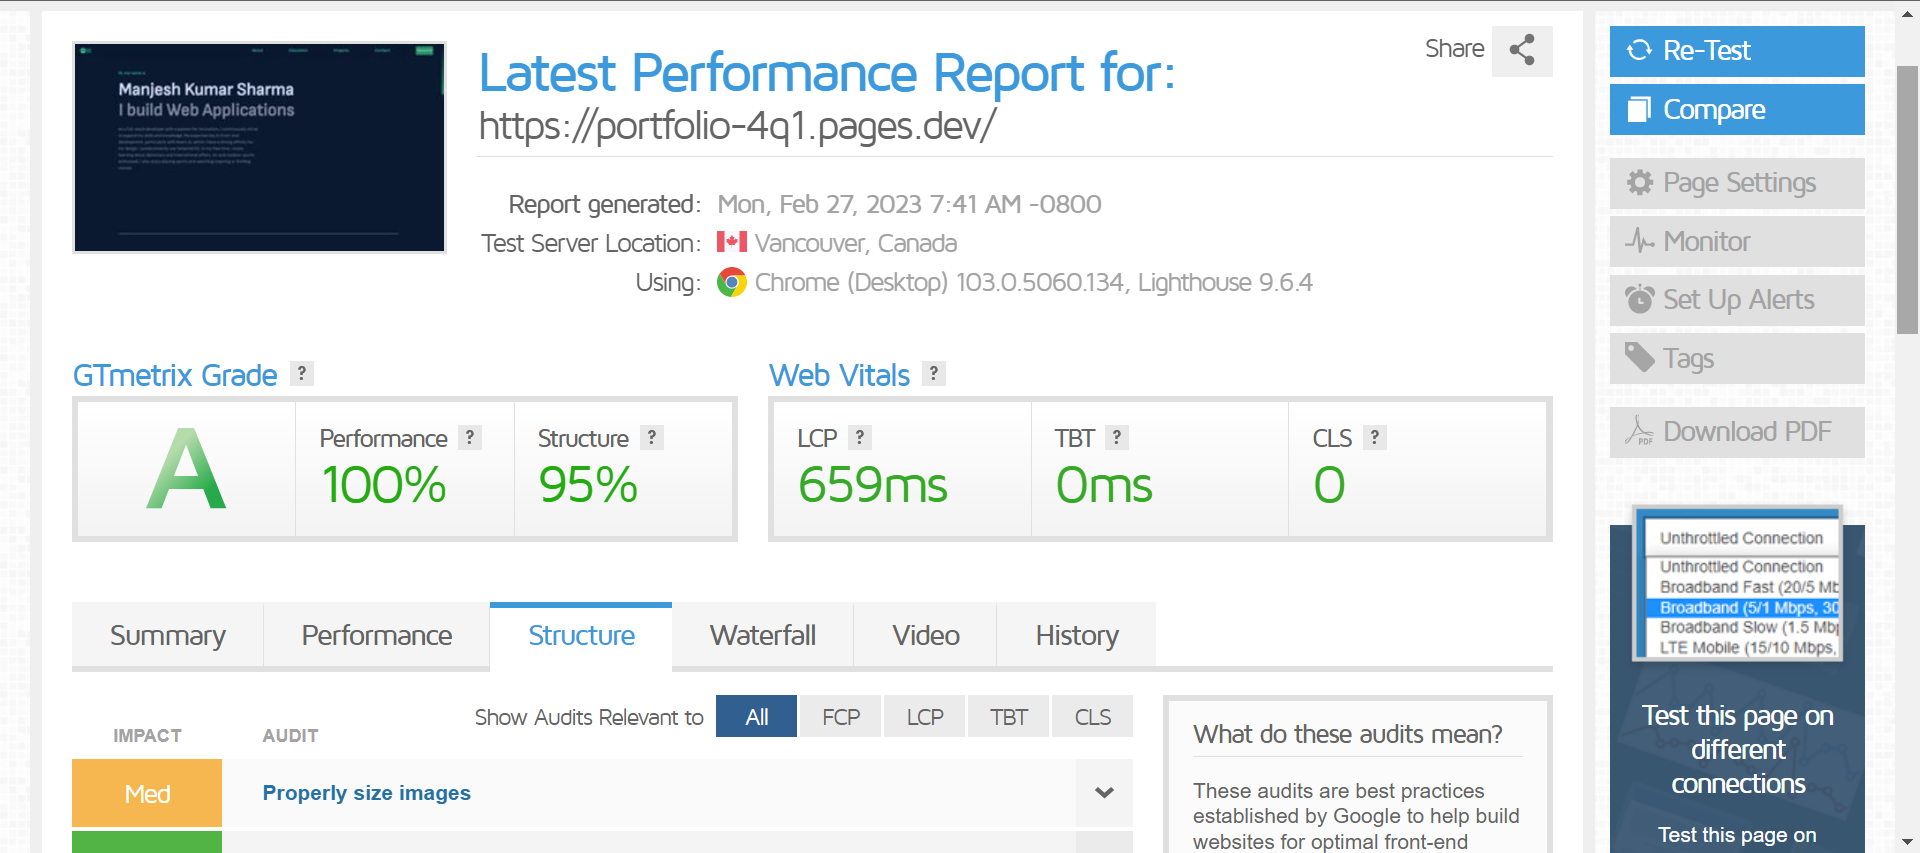 Manjesh Kumar Sharma
I build Web Applications
Latest Performance Report for:
https://portfolio-4q1.pages.dev/
Share
Report generated: Mon, Feb 27, 2023 7:41 AM -0800
Test Server Location: Vancouver, Canada
Using: Chrome (Desktop) 103.0.5060.134, Lighthouse 9.6.4
Re-Test
Compare
Page Settings
Monitor
Set Up Alerts
Tags
PDF Download PDF
GTmetrix Grade ?
A
Performance ?
100%
Structure ?
95%
Web Vitals ?
LCP ?
659ms
TBT ?
0ms
CLS ?
0
Summary Performance Structure Waterfall Video History
Show Audits Relevant to All FCP LCP TBT CLS
IMPACT AUDIT
Med Properly size images
What do these audits mean?
These audits are best practices
established by Google to help build
websites for optimal front-end
Unthrottled Connection
Unthrottled Connection
Broadband Fast (20/5 Mb
Broadband (5/1 Mbps, 30
Broadband Slow (1.5 Mb
LTE Mobile (15/10 Mbps,
Test this page on
different
connections
Test this page on